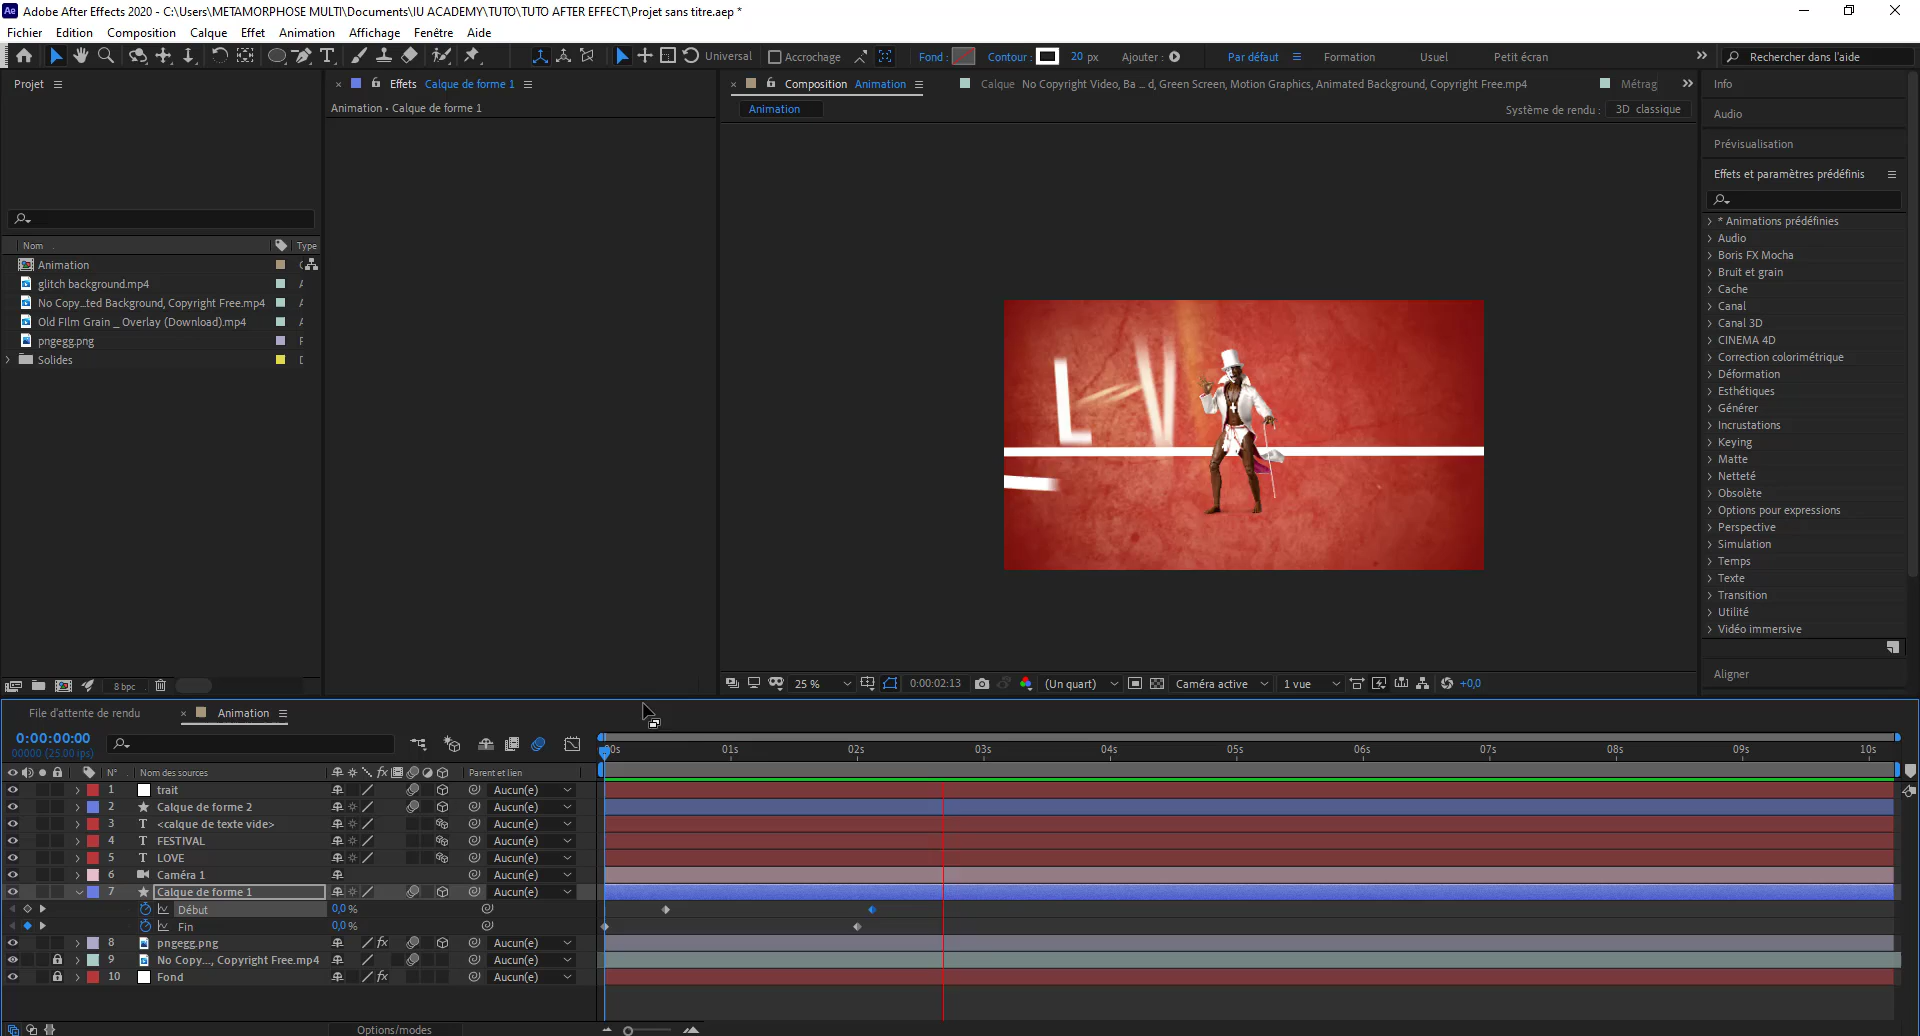 Adobe After Effects 2020 - C:\Users\METAMORPHOSE MULTI\Documents\IU ACADEMY\TUTO\TUTO AFTER EFFECT\Projet sans titre.aep *
Fichier Edition Composition Calque Effet Animation Affichage Fenêtre Aide
Universal Accrochage Fond : Contour : 20 px Ajouter : Par défaut Formation Usuel Petit écran Rechercher dans l'aide
Projet
Effets Calque de forme 1
Animation • Calque de forme 1
Composition Animation
Calque No Copyright Video, Ba ... d, Green Screen, Motion Graphics, Animated Background, Copyright Free.mp4
Métrag
Animation
Système de rendu : 3D classique
Nom Type
Animation
glitch background.mp4
No Copy...ted Background, Copyright Free.mp4
Old FIlm Grain _ Overlay (Download).mp4
pngegg.png
Solides
8 bpc
L V
25 % 0:00:02:13 (Un quart) Caméra active 1 vue +0,0
Info
Audio
Prévisualisation
Effets et paramètres prédéfinis
* Animations prédéfinies
Audio
Boris FX Mocha
Bruit et grain
Cache
Canal
Canal 3D
CINEMA 4D
Correction colorimétrique
Déformation
Esthétiques
Générer
Incrustations
Keying
Matte
Netteté
Obsolète
Options pour expressions
Perspective
Simulation
Temps
Texte
Transition
Utilité
Vidéo immersive
Aligner
File d'attente de rendu Animation
0:00:00:00
00000 (25.00 ips)
00s 01s 02s 03s 04s 05s 06s 07s 08s 09s 10s
N° Nom des sources fx Parent et lien
1 trait Aucun(e)
2 Calque de forme 2 Aucun(e)
3 T <calque de texte vide> Aucun(e)
4 T FESTIVAL Aucun(e)
5 T LOVE Aucun(e)
6 Caméra 1 Aucun(e)
7 Calque de forme 1 Aucun(e)
Début 0,0 %
Fin 0,0 %
8 pngegg.png fx Aucun(e)
9 No Copy..., Copyright Free.mp4 Aucun(e)
10 Fond fx Aucun(e)
Options/modes